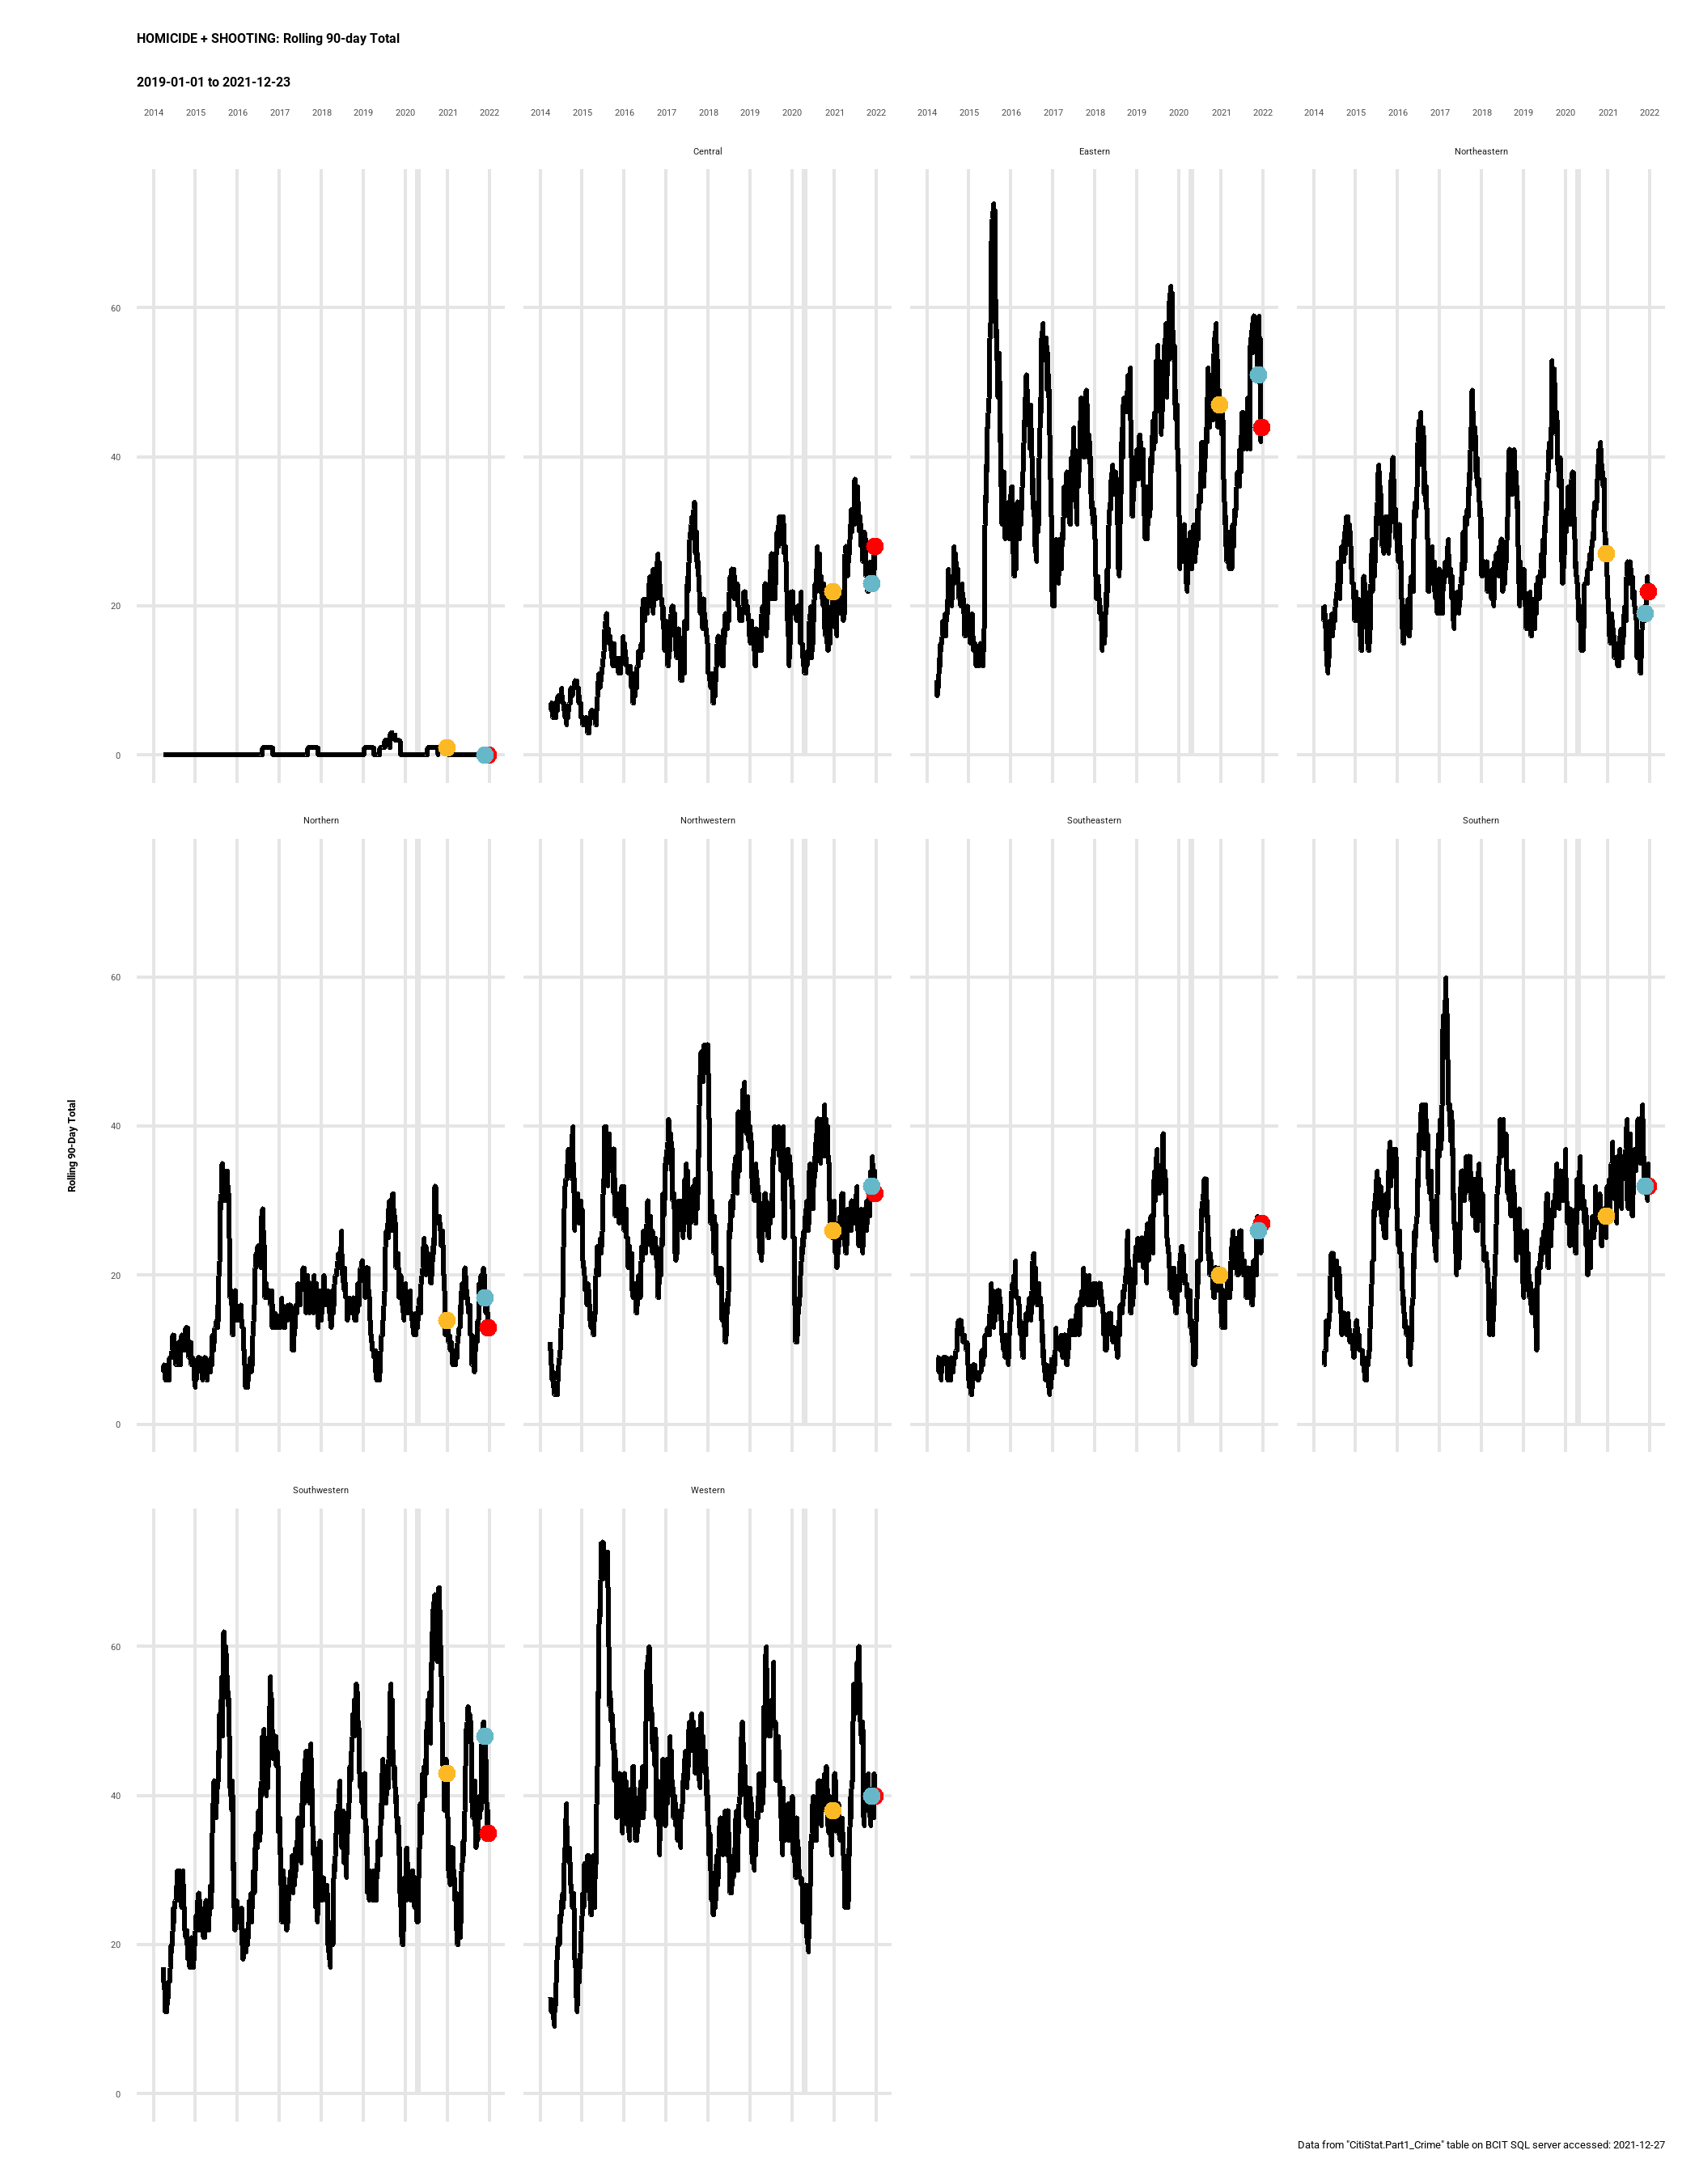 HOMICIDE + SHOOTING: Rolling 90-day Total
2019-01-01 to 2021-12-23
2014 2015 2016 2017 2018 2019 2020 2021 2022 2014 2015 2016 2017 2018 2019 2020 2021 2022 2014 2015 2016 2017 2018 2019 2020 2021 2022 2014 2015 2016 2017 2018 2019 2020 2021 2022
Central Eastern Northeastern
60
40
20
0
Northern Northwestern Southeastern Southern
60
40
20
0
Rolling 90-Day Total
Southwestern Western
60
40
20
0
Data from "CitiStat.Part1_Crime" table on BCIT SQL server accessed: 2021-12-27